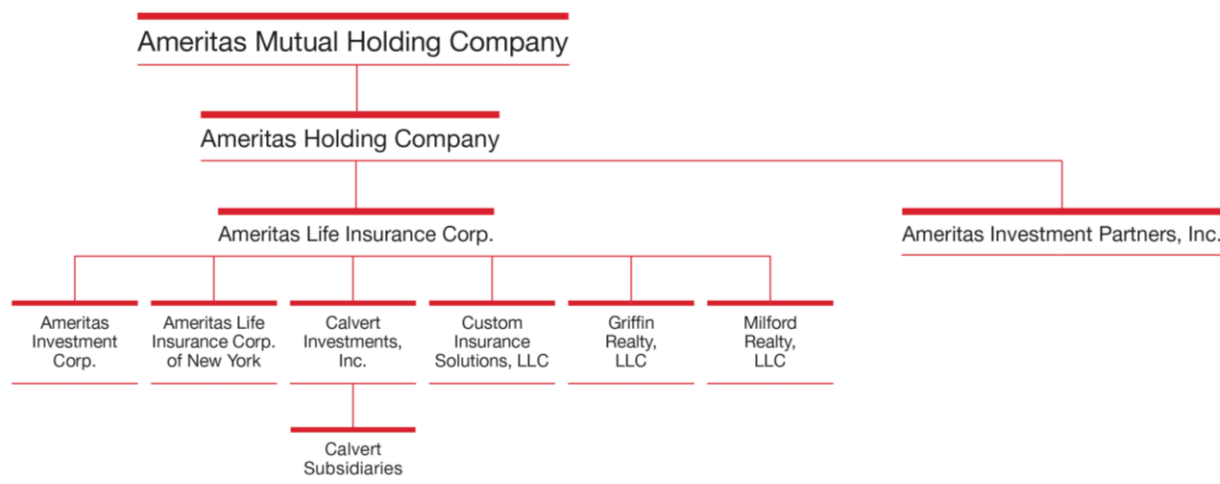 Ameritas Mutual Holding Company
Ameritas Holding Company
Ameritas Life Insurance Corp.
Ameritas Investment Partners, Inc.
Ameritas
Investment
Corp.
Ameritas Life
Insurance Corp.
of New York
Calvert
Investments,
Inc.
Custom
Insurance
Solutions, LLC
Griffin
Realty,
LLC
Milford
Realty,
LLC
Calvert
Subsidiaries